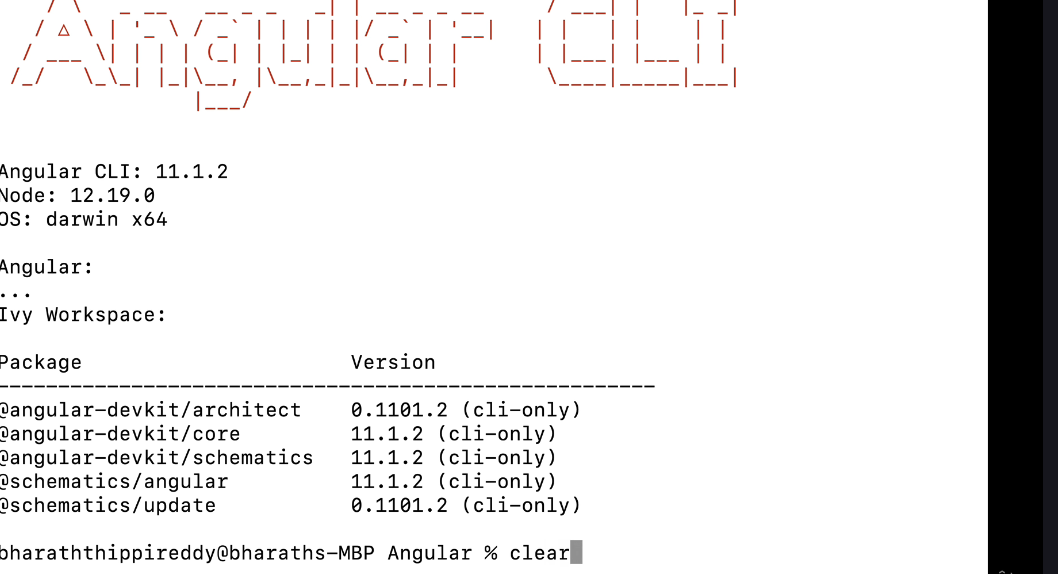 Angular CLI
Angular CLI: 11.1.2
Node: 12.19.0
OS: darwin x64
Angular:
...
Ivy Workspace:
Package Version
------------------------------------------------------
@angular-devkit/architect 0.1101.2 (cli-only)
@angular-devkit/core 11.1.2 (cli-only)
@angular-devkit/schematics 11.1.2 (cli-only)
@schematics/angular 11.1.2 (cli-only)
@schematics/update 0.1101.2 (cli-only)
bharaththippireddy@bharaths-MBP Angular % clear